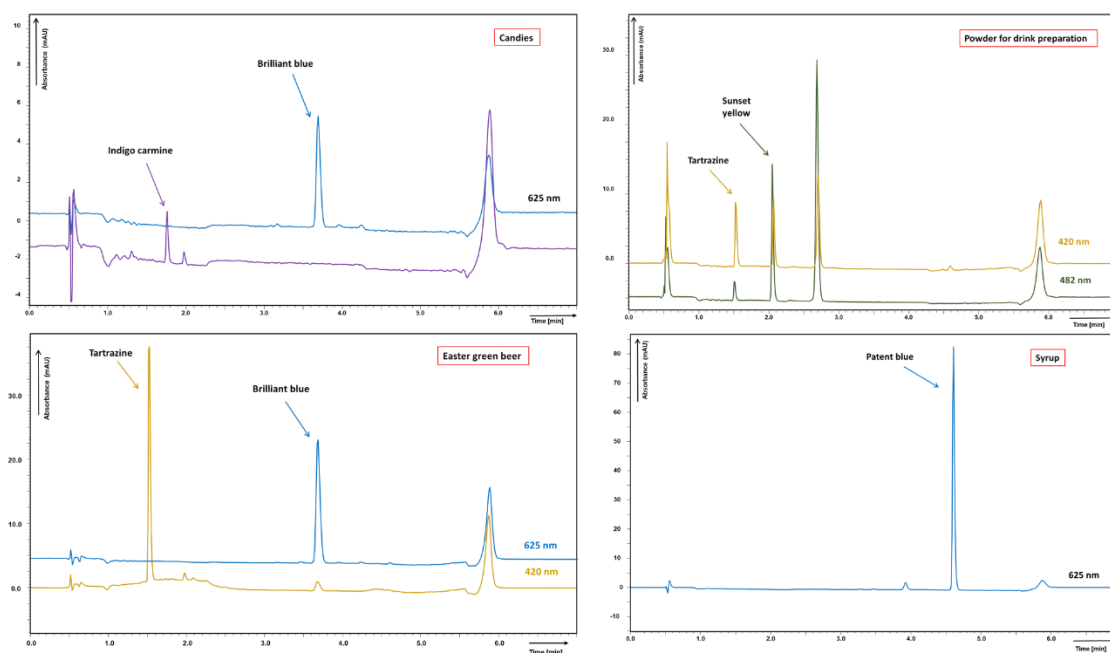 Candies
Absorbance (mAU)
10
8
6
4
2
0
-2
-4
Brilliant blue
Indigo carmine
625 nm
0.0
1.0
2.0
3.0
4.0
5.0
6.0
Time [min]
Powder for drink preparation
Absorbance (mAU)
30.0
20.0
10.0
0.0
Sunset
yellow
Tartrazine
420 nm
482 nm
0.0
1.0
2.0
3.0
4.0
5.0
6.0
Time [min]
Easter green beer
Absorbance (mAU)
30.0
20.0
10.0
0.0
Tartrazine
Brilliant blue
625 nm
420 nm
0.0
1.0
2.0
3.0
4.0
5.0
6.0
Time [min]
Syrup
Absorbance (mAU)
80
70
60
50
40
30
20
10
0
-10
Patent blue
625 nm
0.0
1.0
2.0
3.0
4.0
5.0
6.0
Time [min]